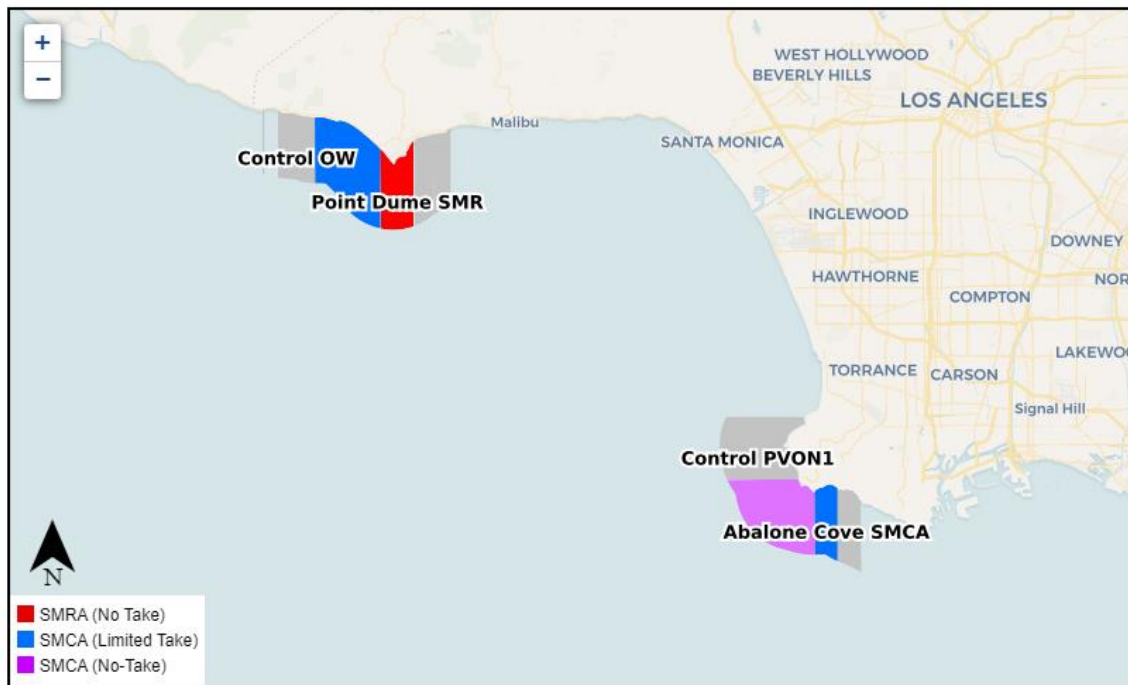 +
−
WEST HOLLYWOOD
BEVERLY HILLS
LOS ANGELES
Malibu
SANTA MONICA
Control OW
Point Dume SMR
INGLEWOOD
DOWNEY
HAWTHORNE
NOR
COMPTON
LAKEWOO
TORRANCE
CARSON
Signal Hill
Control PVON1
Abalone Cove SMCA
N
SMRA (No Take)
SMCA (Limited Take)
SMCA (No-Take)